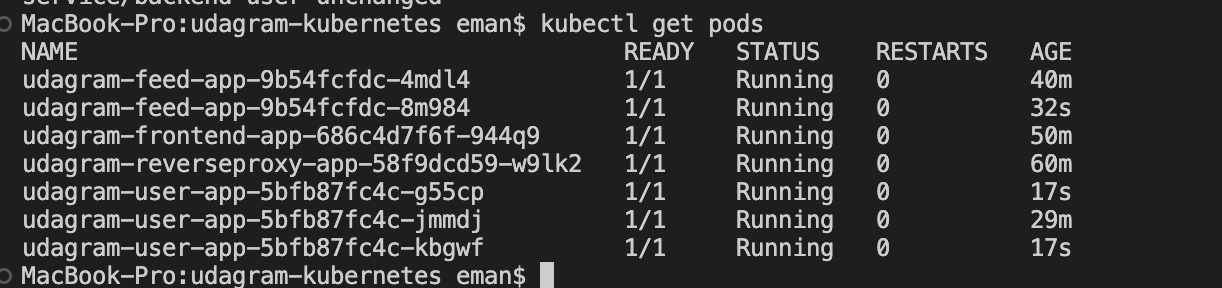 service/backend-user unchanged
MacBook-Pro:udagram-kubernetes eman$ kubectl get pods
NAME READY STATUS RESTARTS AGE
udagram-feed-app-9b54fcfdc-4mdl4 1/1 Running 0 40m
udagram-feed-app-9b54fcfdc-8m984 1/1 Running 0 32s
udagram-frontend-app-686c4d7f6f-944q9 1/1 Running 0 50m
udagram-reverseproxy-app-58f9dcd59-w9lk2 1/1 Running 0 60m
udagram-user-app-5bfb87fc4c-g55cp 1/1 Running 0 17s
udagram-user-app-5bfb87fc4c-jmmdj 1/1 Running 0 29m
udagram-user-app-5bfb87fc4c-kbgwf 1/1 Running 0 17s
MacBook-Pro:udagram-kubernetes eman$